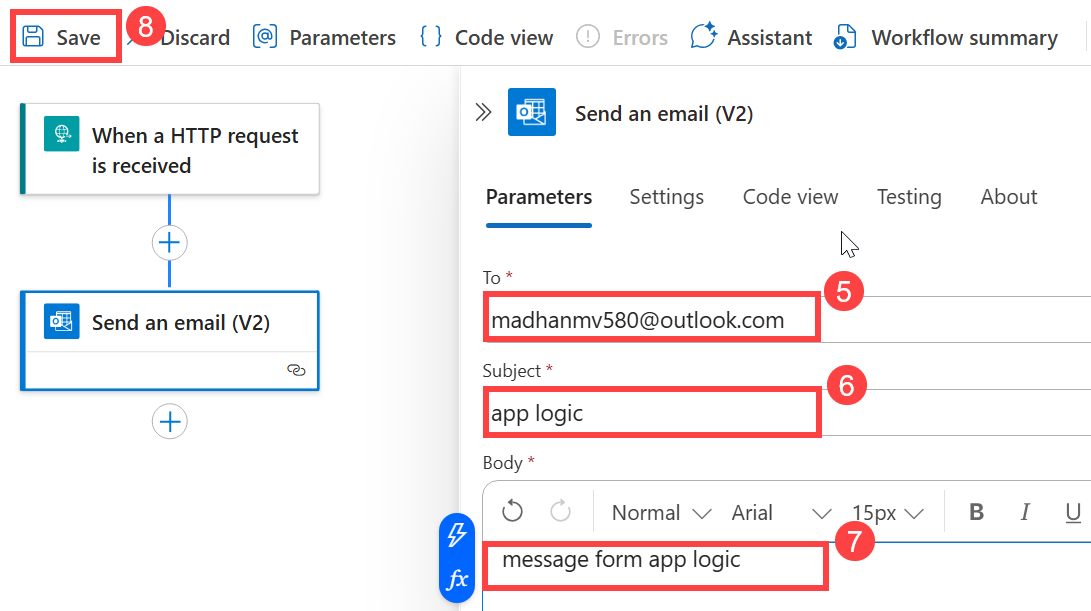 Save 8 Discard Parameters Code view Errors Assistant Workflow summary
When a HTTP request
is received
Send an email (V2)
Send an email (V2)
Parameters Settings Code view Testing About
To *
5
madhanmv580@outlook.com
Subject *
6
app logic
Body *
Normal Arial 15px B I U
7
fx
message form app logic